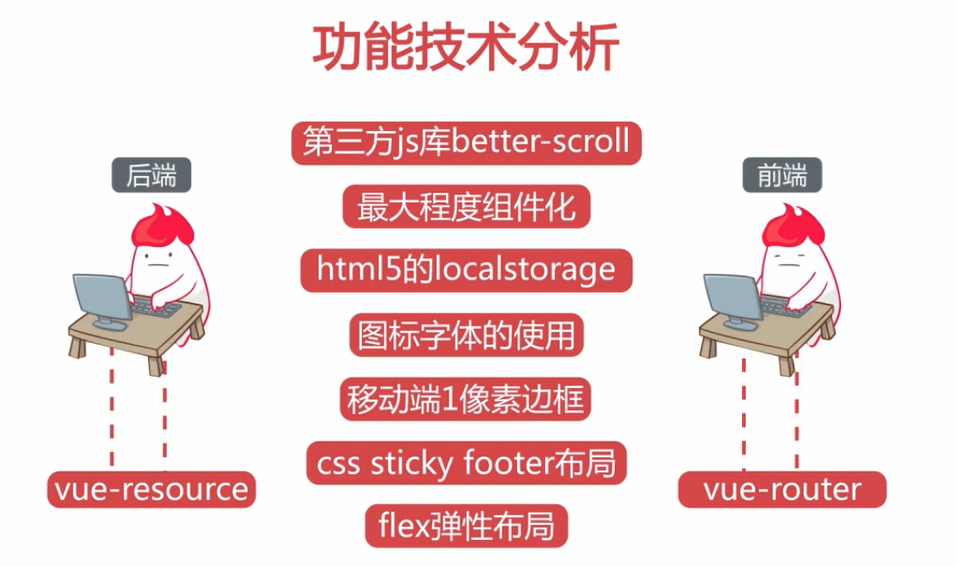 功能技术分析
第三方js库better-scroll
后端
前端
最大程度组件化
html5的localstorage
图标字体的使用
移动端1像素边框
css sticky footer布局
vue-resource
vue-router
flex弹性布局